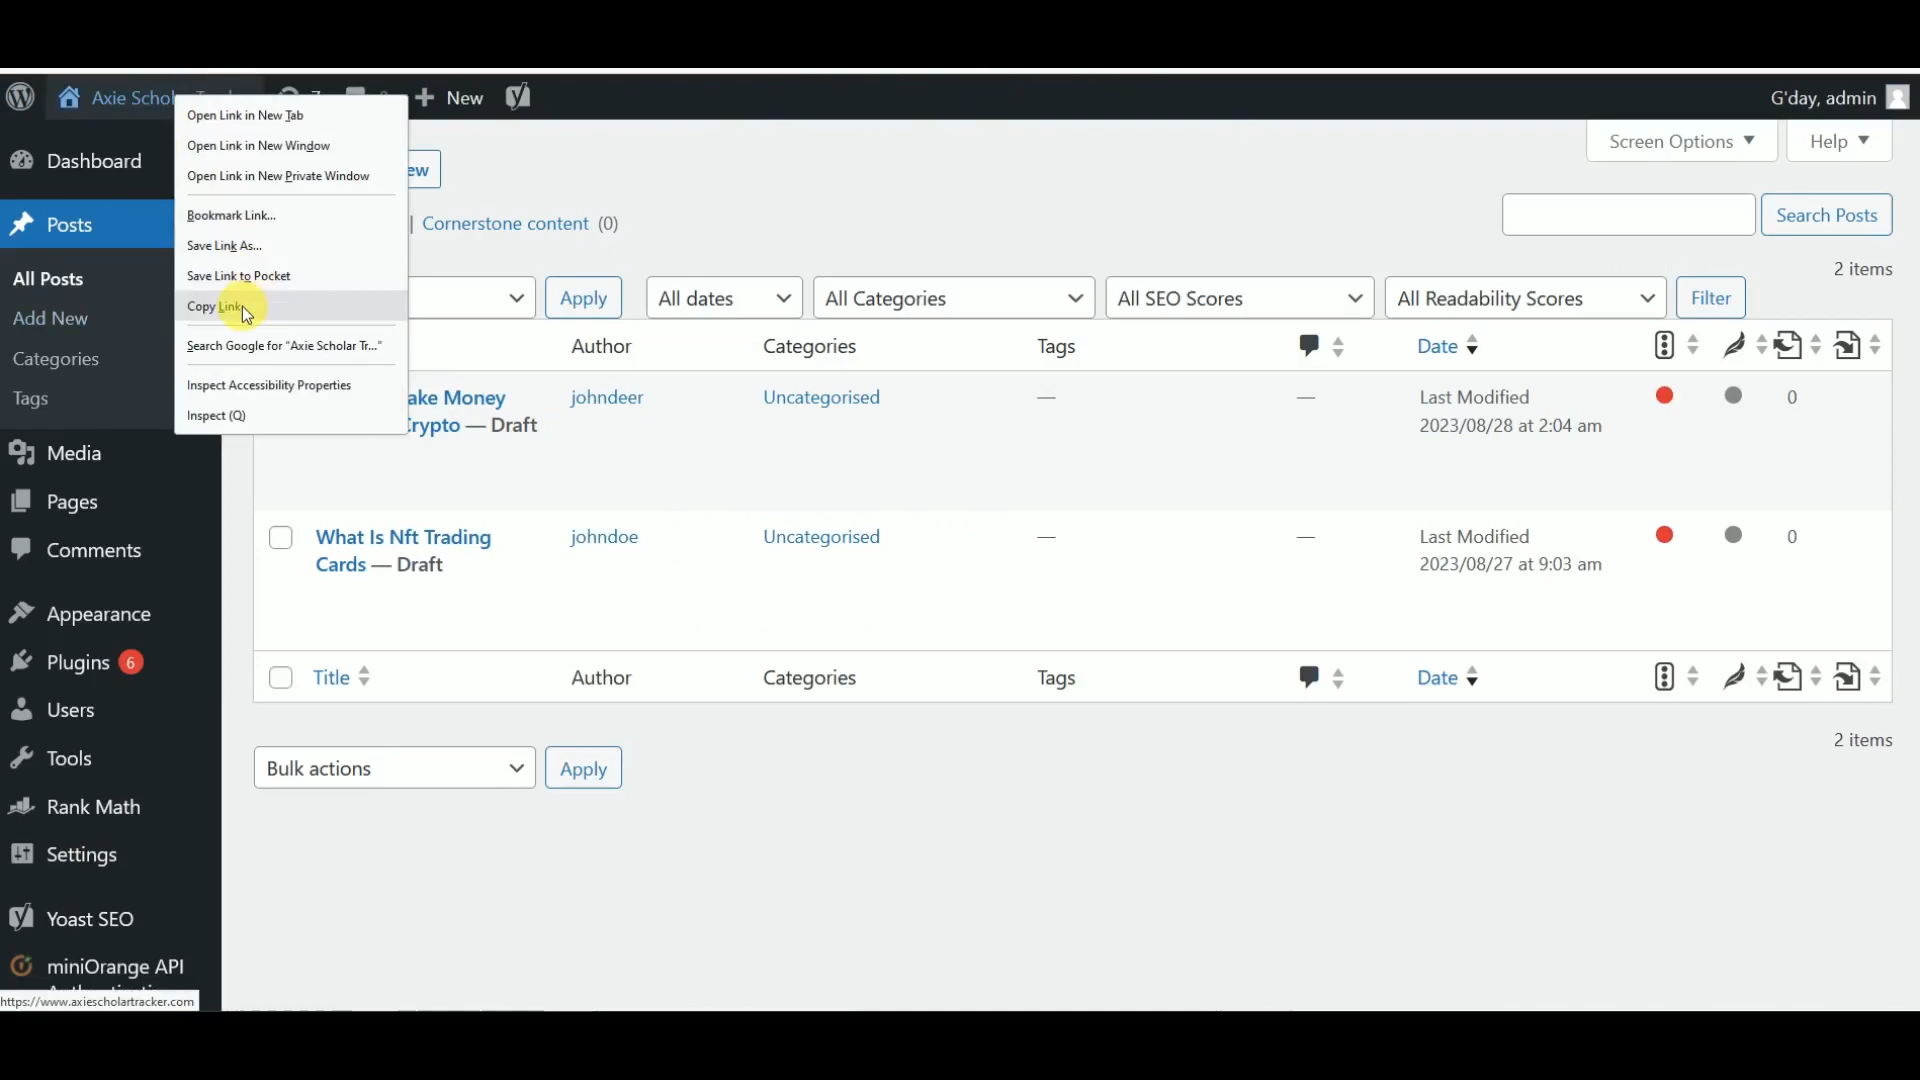 Axie Schol
New
G'day, admin
Open Link in New Tab
Open Link in New Window
Open Link in New Private Window
Bookmark Link...
Save Link As...
Save Link to Pocket
Copy Link
Search Google for “Axie Scholar Tr...”
Inspect Accessibility Properties
Inspect (Q)
Dashboard
Posts
All Posts
Add New
Categories
Tags
Media
Pages
Comments
Appearance
Plugins 6
Users
Tools
Rank Math
Settings
Yoast SEO
miniOrange API
https://www.axiescholartracker.com
Screen Options
Help
ew
| Cornerstone content (0)
Search Posts
2 items
Apply
All dates
All Categories
All SEO Scores
All Readability Scores
Filter
Author Categories Tags Date
ake Money
Crypto — Draft
johndeer
Uncategorised
—
—
Last Modified
2023/08/28 at 2:04 am
0
What Is Nft Trading
Cards — Draft
johndoe
Uncategorised
—
—
Last Modified
2023/08/27 at 9:03 am
0
Title Author Categories Tags Date
2 items
Bulk actions
Apply